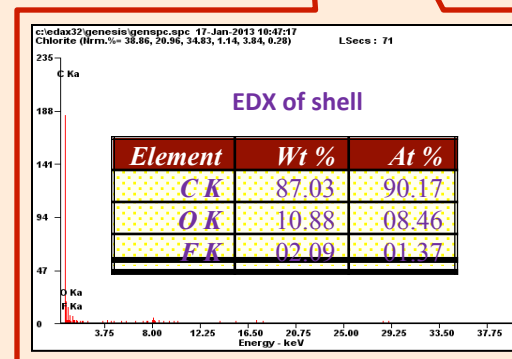 c:\edax32\genesis\genspc.spc 17-Jan-2013 10:47:17
Chlorite (Nrm.%= 38.86, 20.96, 34.83, 1.14, 3.84, 0.28) LSecs : 71
235
C Ka
EDX of shell
188
Element Wt % At %
141
C K 87.03 90.17
O K 10.88 08.46
94
F K 02.09 01.37
47
O Ka
F Ka
0
3.75 8.00 12.25 16.50 20.75 25.00 29.25 33.50 37.75
Energy - keV